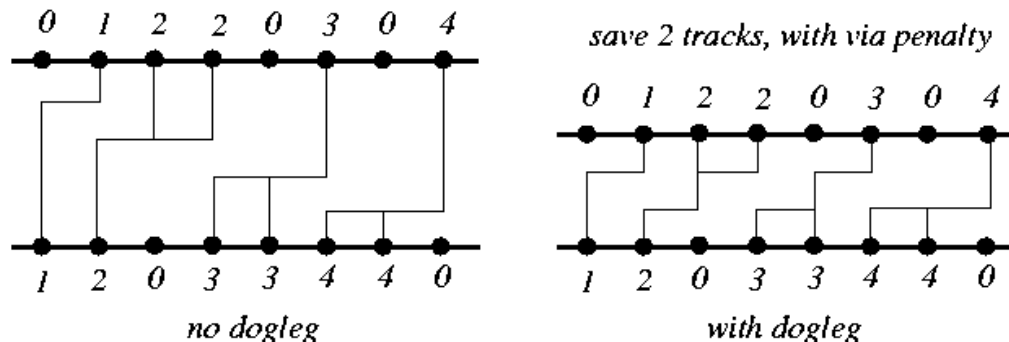 0 1 2 2 0 3 0 4
1 2 0 3 3 4 4 0
no dogleg
save 2 tracks, with via penalty
0 1 2 2 0 3 0 4
1 2 0 3 3 4 4 0
with dogleg